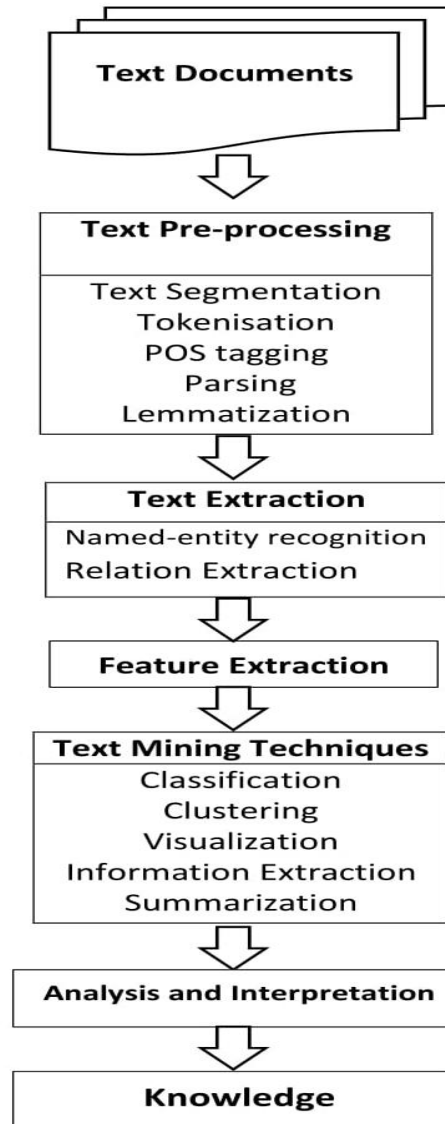 Text Documents
Text Pre-processing
Text Segmentation
Tokenisation
POS tagging
Parsing
Lemmatization
Text Extraction
Named-entity recognition
Relation Extraction
Feature Extraction
Text Mining Techniques
Classification
Clustering
Visualization
Information Extraction
Summarization
Analysis and Interpretation
Knowledge